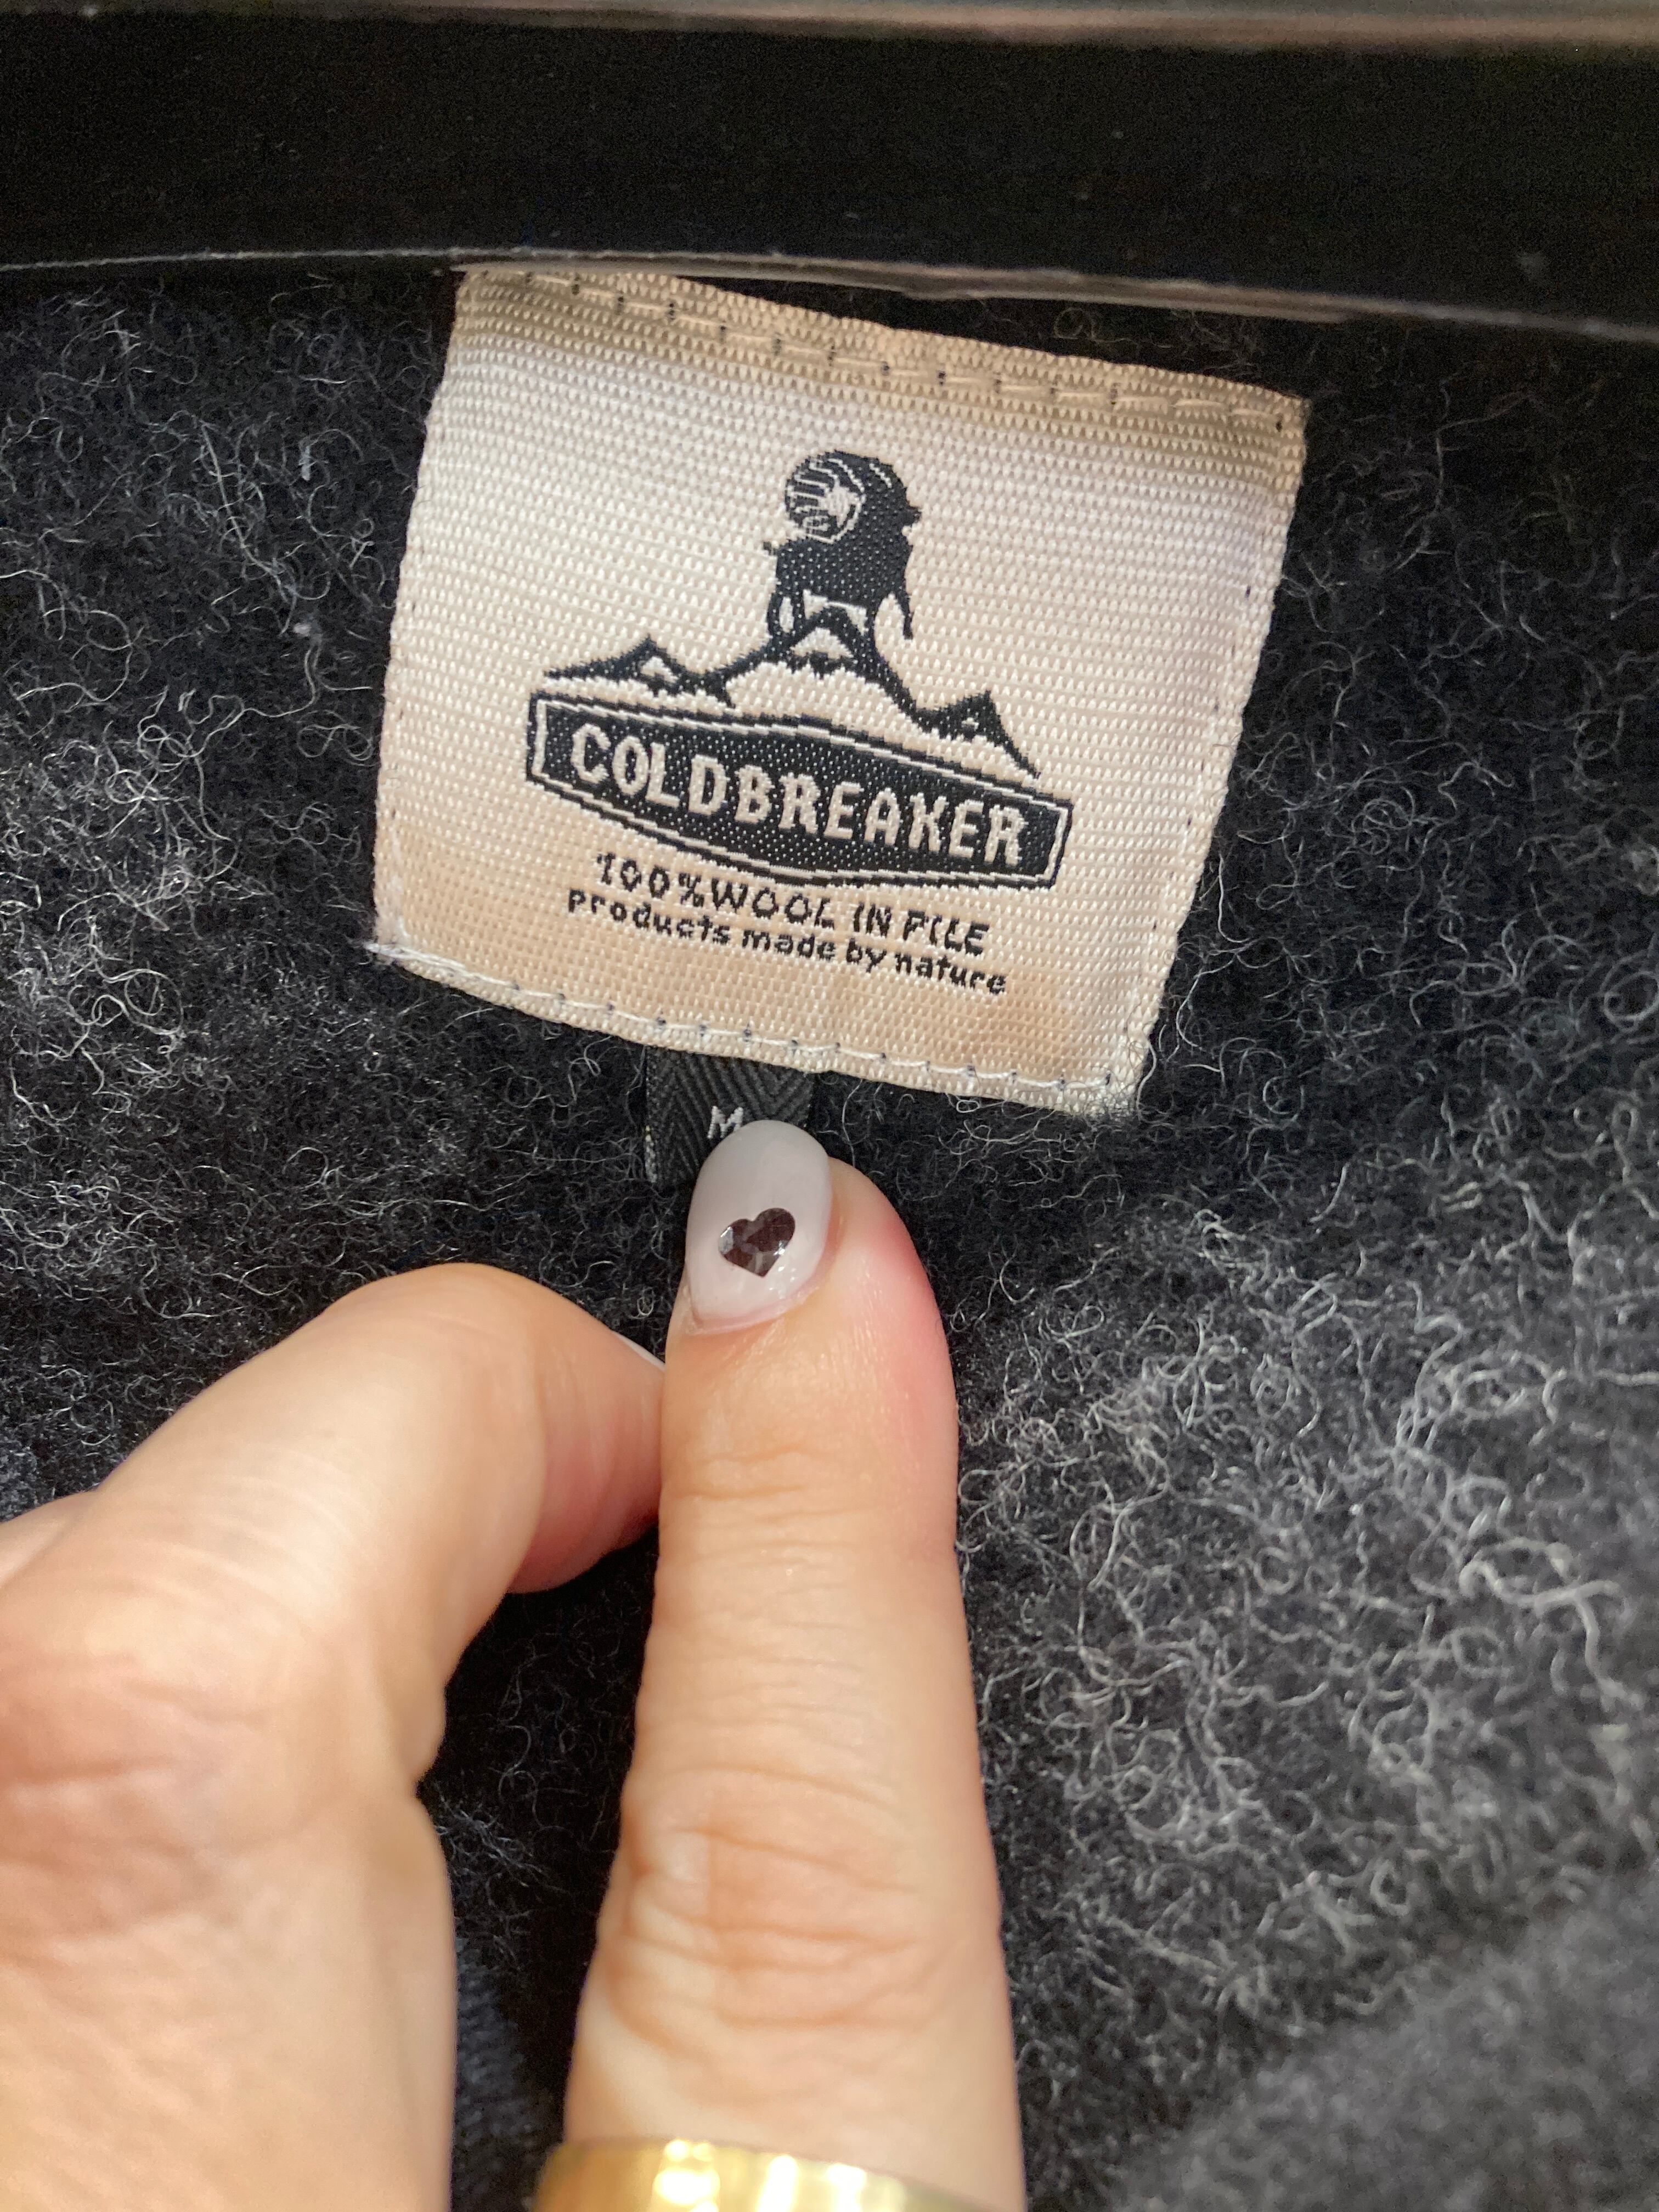 COLDBREAKER
100%WOOL IN PILE
products made by nature
M